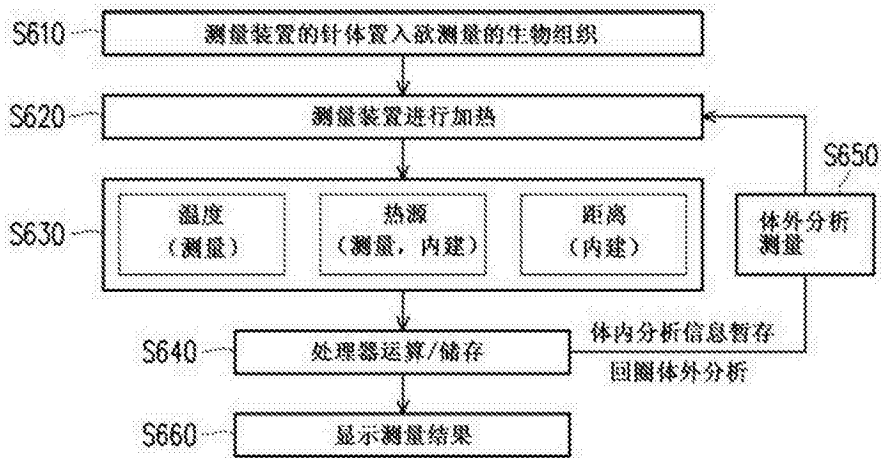 S610
测量装置的针体置入欲测量的生物组织
S620
测量装置进行加热
S650
体外分析
测量
S630
温度
(测量)
热源
(测量, 内建)
距离
(内建)
S640
处理器运算/储存
体内分析信息暂存
回圈体外分析
S660
显示测量结果